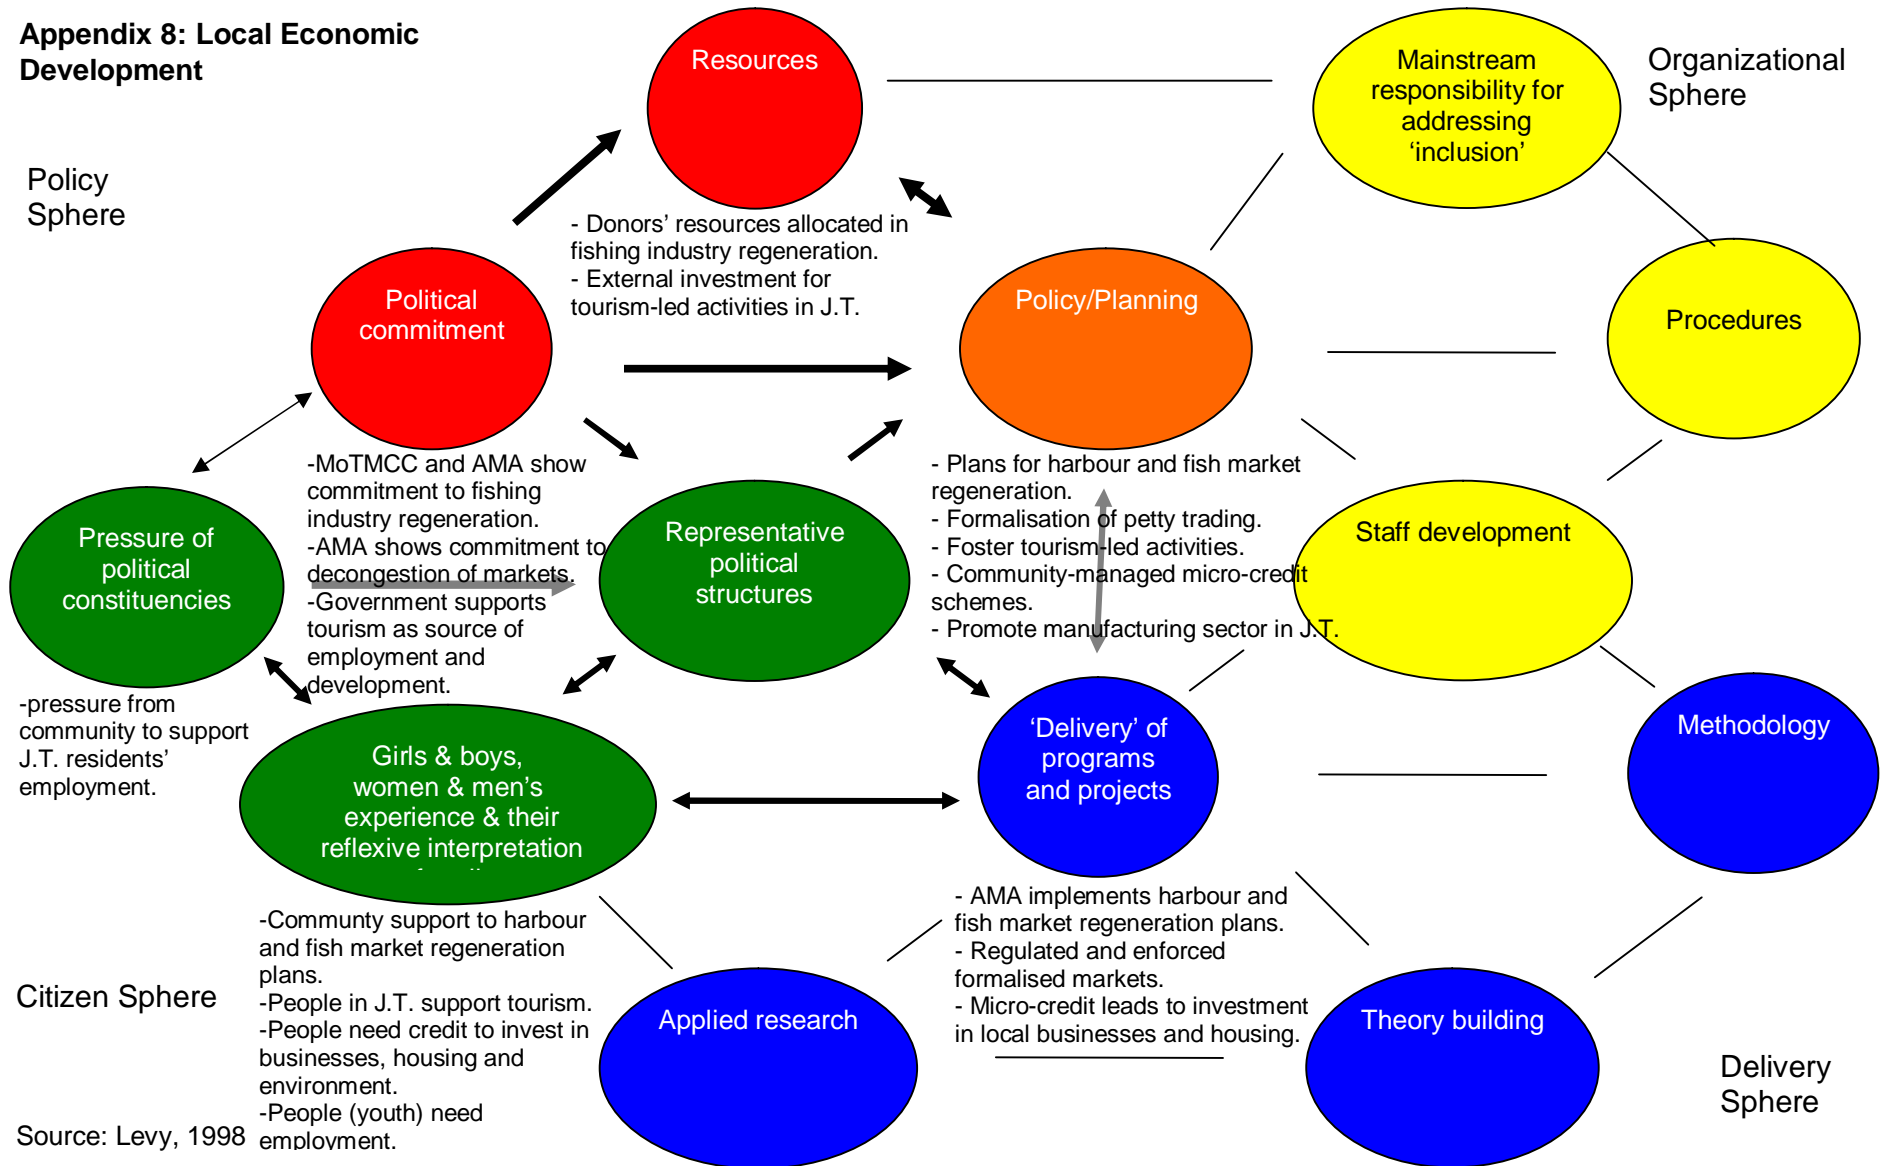 Appendix 8: Local Economic
Development
Resources
Mainstream
responsibility for
addressing
‘inclusion’
Organizational
Sphere
Policy
Sphere
- Donors’ resources allocated in
fishing industry regeneration.
- External investment for
tourism-led activities in J.T.
Political
commitment
Policy/Planning
Procedures
-MoTMCC and AMA show
commitment to fishing
industry regeneration.
-AMA shows commitment to
decongestion of markets.
-Government supports
tourism as source of
employment and
development.
- Plans for harbour and fish market
regeneration.
- Formalisation of petty trading.
- Foster tourism-led activities.
- Community-managed micro-credit
schemes.
- Promote manufacturing sector in J.T.
Pressure of
political
constituencies
Representative
political
structures
Staff development
-pressure from
community to support
J.T. residents’
employment.
Girls & boys,
women & men’s
experience & their
reflexive interpretation
‘Delivery’ of
programs
and projects
Methodology
-Communty support to harbour
and fish market regeneration
plans.
-People in J.T. support tourism.
-People need credit to invest in
businesses, housing and
environment.
-People (youth) need
employment.
- AMA implements harbour and
fish market regeneration plans.
- Regulated and enforced
formalised markets.
- Micro-credit leads to investment
in local businesses and housing.
Citizen Sphere
Applied research
Theory building
Delivery
Sphere
Source: Levy, 1998